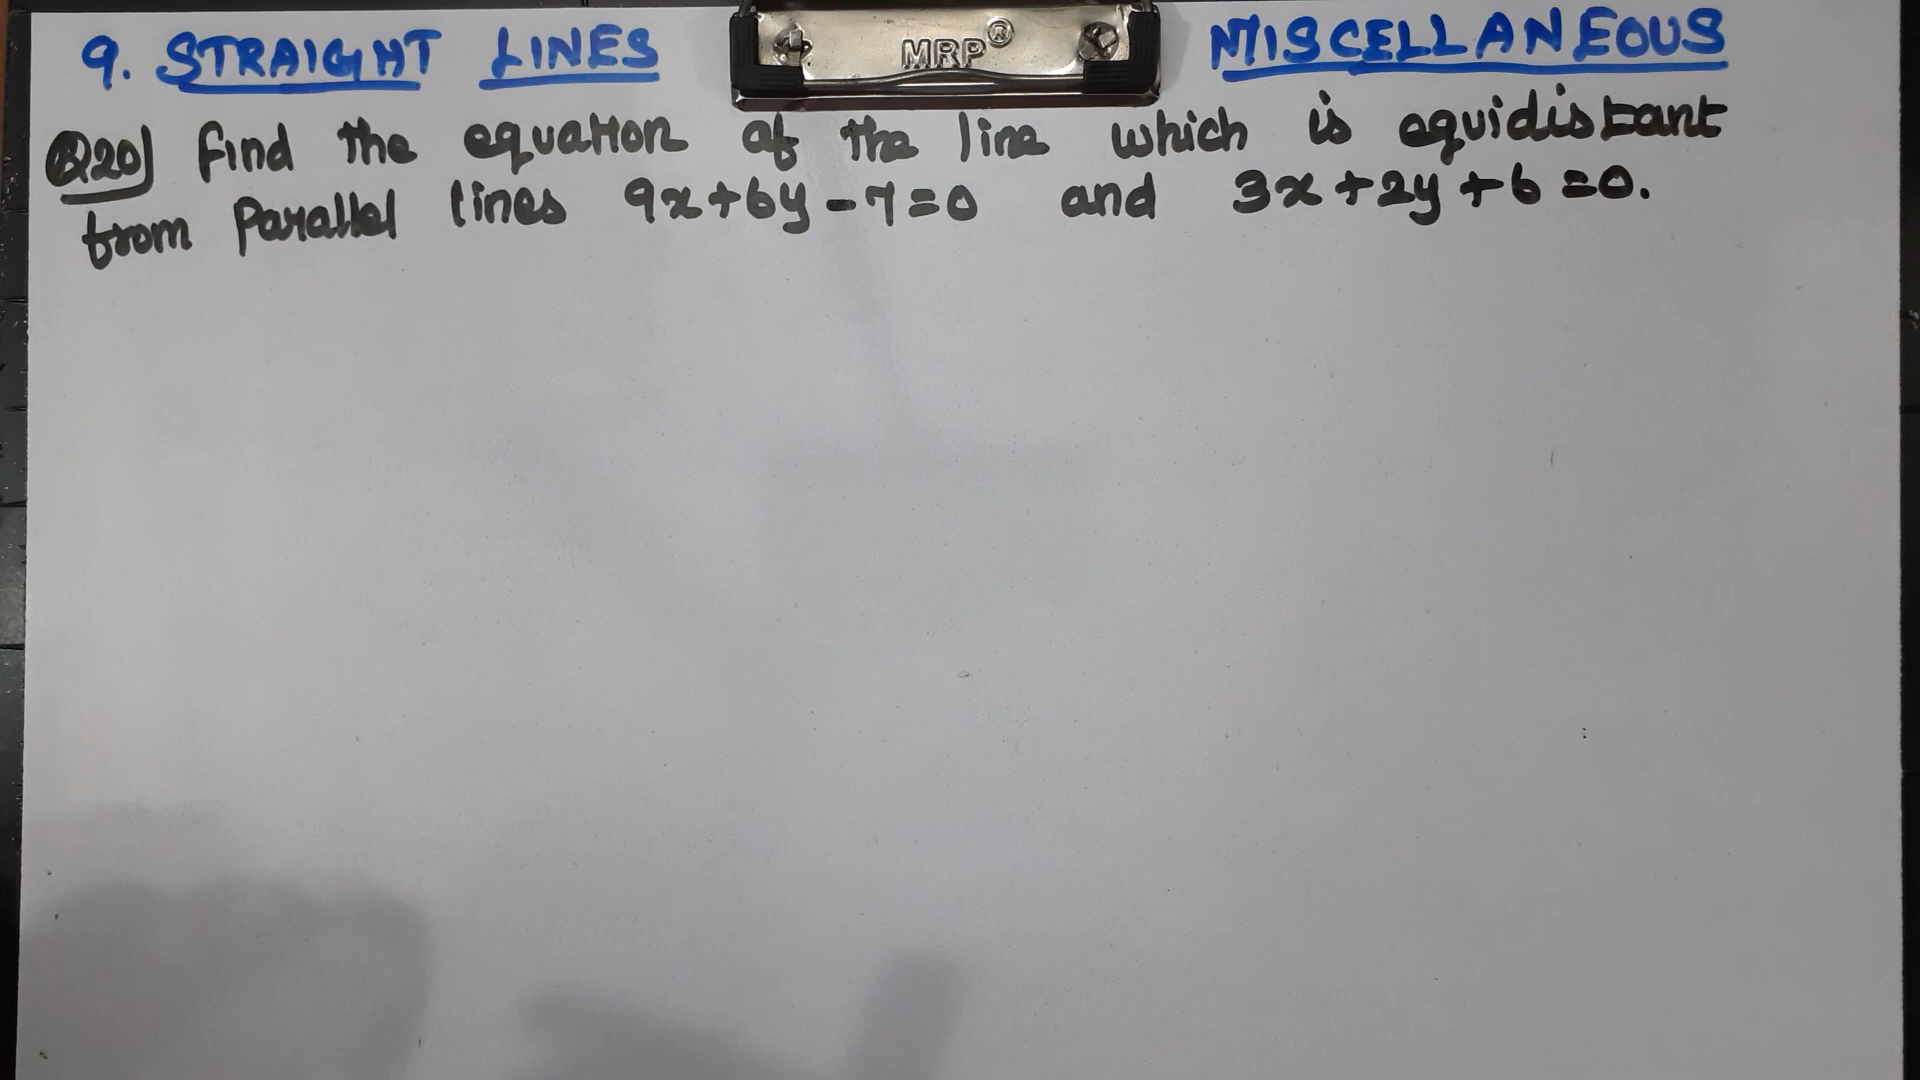 9. STRAIGHT LINES MRP® MISCELLANEOUS
Q20) Find the equation of the line which is equidistant
from Parallel lines 9x+6y-7=0 and 3x+2y+6=0.